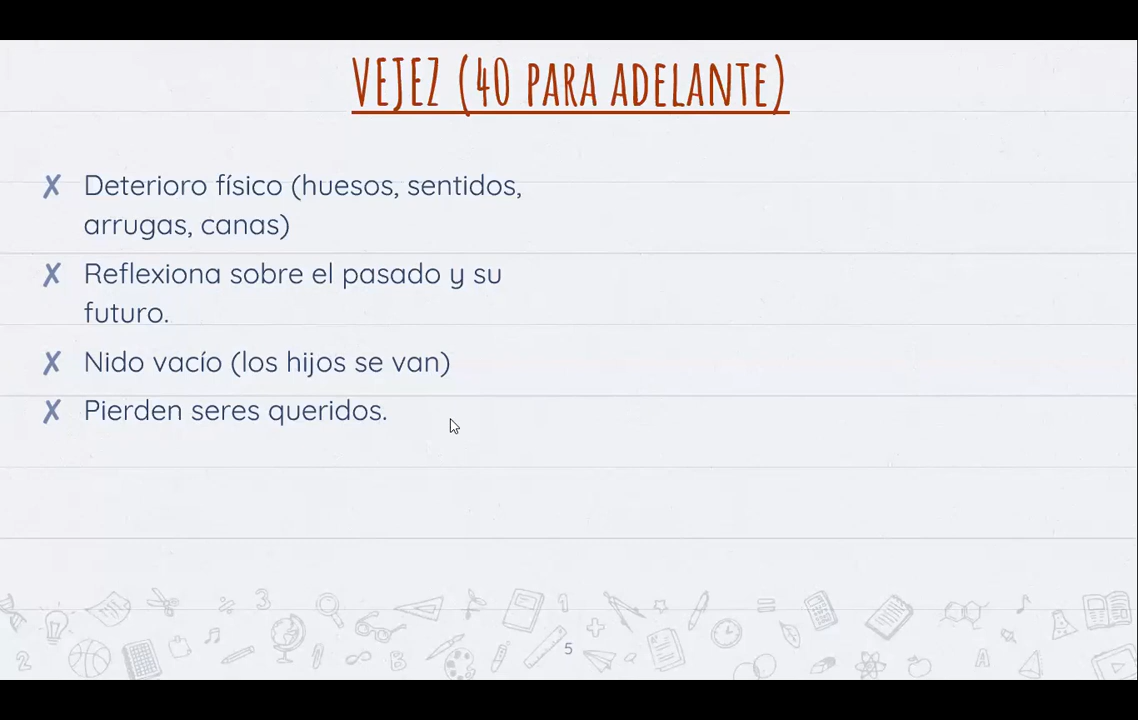 VEJEZ (40 PARA ADELANTE)
✗ Deterioro físico (huesos, sentidos,
arrugas, canas)
✗ Reflexiona sobre el pasado y su
futuro.
✗ Nido vacío (los hijos se van)
✗ Pierden seres queridos.
5